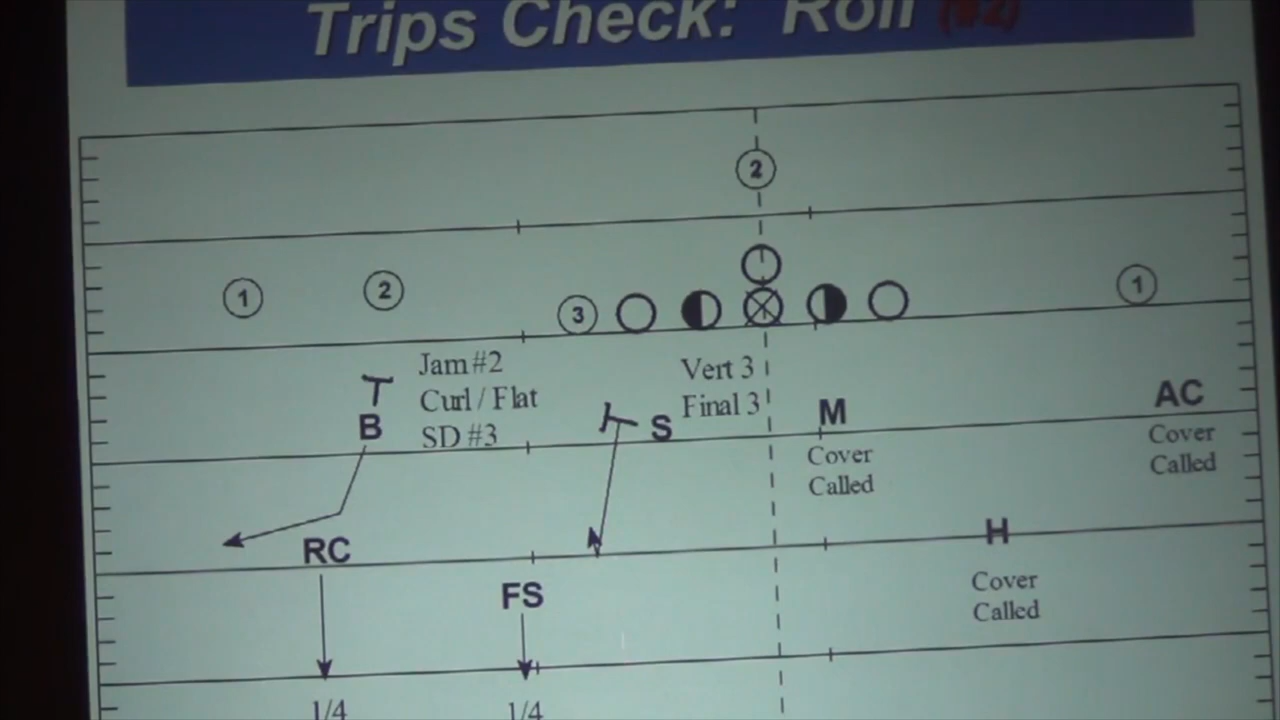 Trips Check: Roll
2
1
2
3
1
Jam #2
Curl / Flat
SD #3
Vert 3
Final 3
B
S
M
AC
Cover
Called
Cover
Called
RC
FS
H
Cover
Called
1/4
1/4